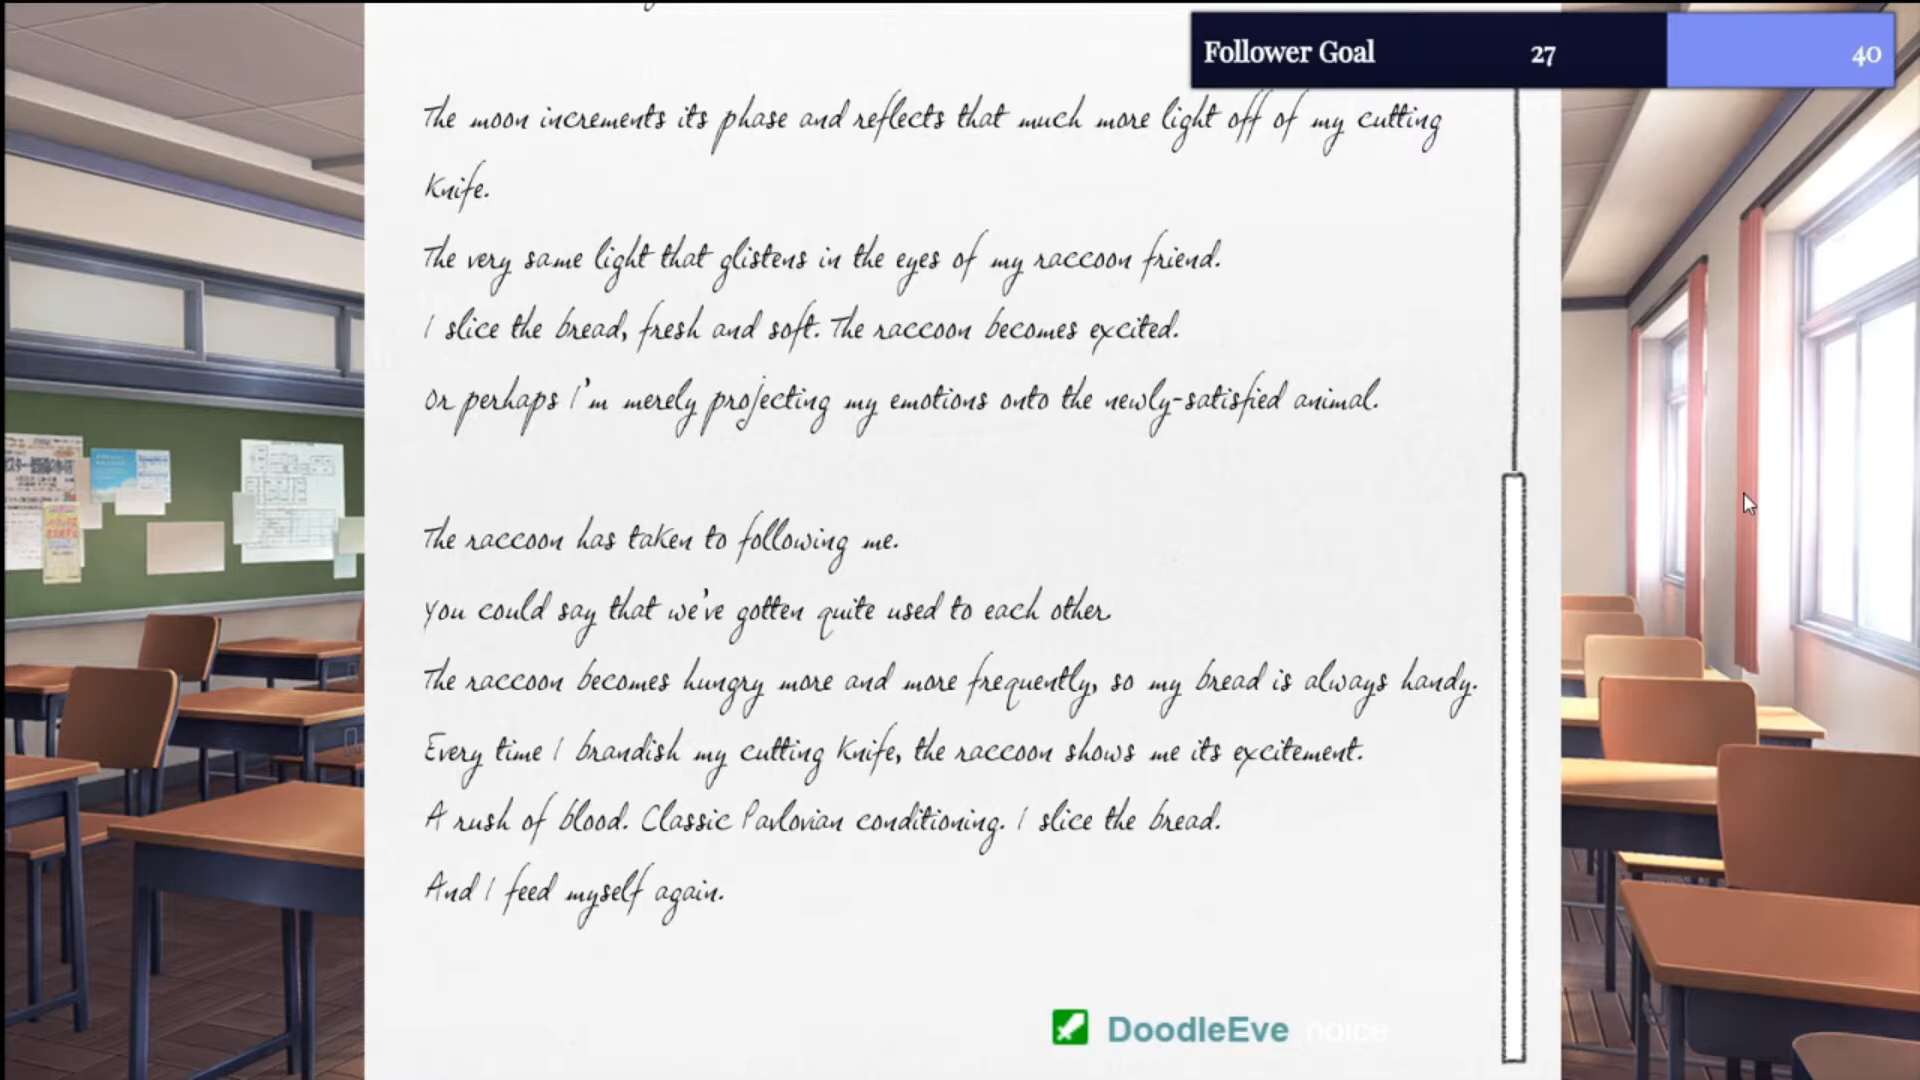 Follower Goal 27 40
The moon increments its phase and reflects that much more light off of my cutting
knife.
The very same light that glistens in the eyes of my raccoon friend.
I slice the bread, fresh and soft. The raccoon becomes excited.
Or perhaps I'm merely projecting my emotions onto the newly-satisfied animal.
The raccoon has taken to following me.
You could say that we've gotten quite used to each other.
The raccoon becomes hungry more and more frequently, so my bread is always handy.
Every time I brandish my cutting knife, the raccoon shows me its excitement.
A rush of blood. Classic Pavlovian conditioning. I slice the bread.
And I feed myself again.
DoodleEve noice